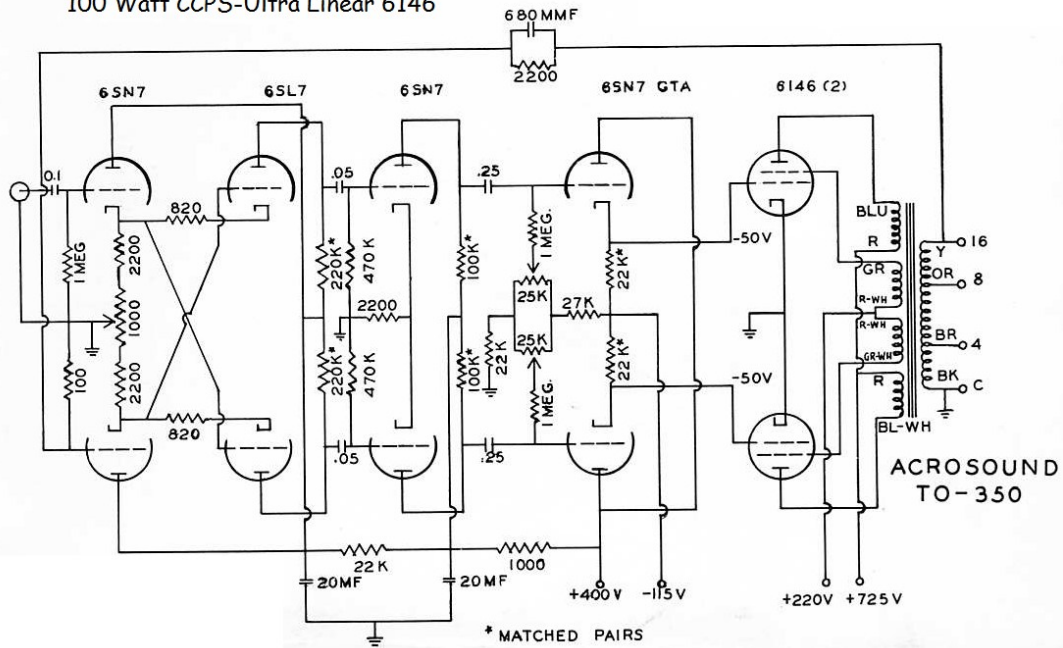 100 Watt CCPS-Ultra Linear 6146
680 MMF
2200
6SN7
6SL7
6SN7
6SN7 GTA
6146 (2)
0.1
820
.05
.25
1 MEG
2200
1000
100
2200
820
220K*
470K
220K*
470K
2200
.05
100K*
100K*
.25
1 MEG.
25K
25K
22K
27K
1 MEG.
22K*
22K*
-50V
-50V
BLU
R
GR
R-WH
R-WH
GR-WH
R
BL-WH
Y
16
OR
8
BR
4
BK
C
ACROSOUND
TO-350
22K
1000
20MF
20MF
+400V
-115V
+220V
+725V
* MATCHED PAIRS